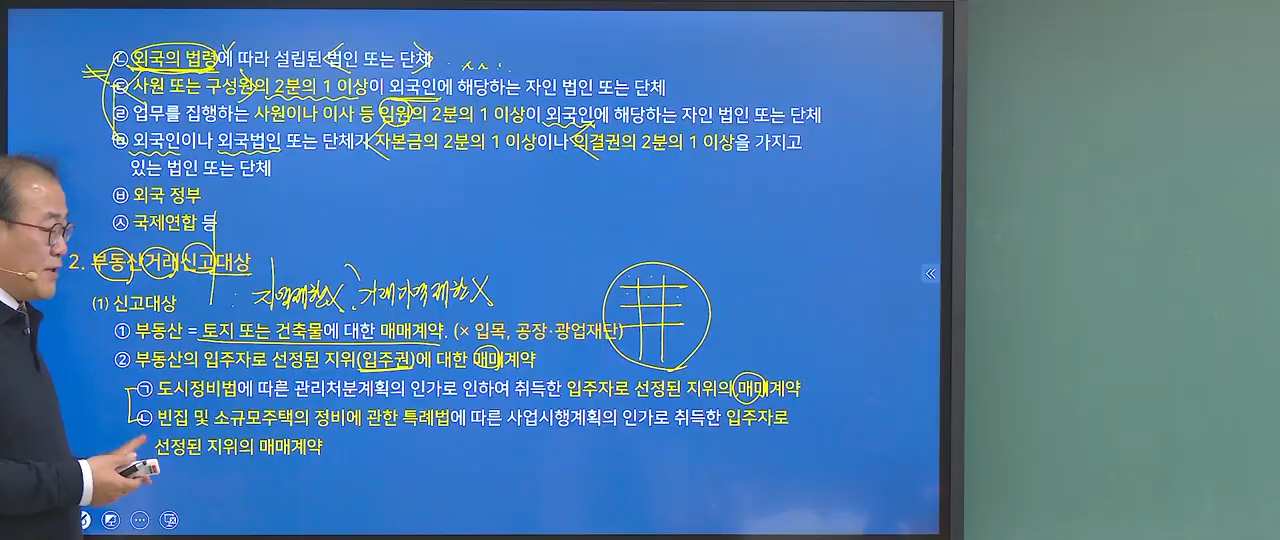 ㉡ 외국의 법령에 따라 설립된 법인 또는 단체
㉢ 사원 또는 구성원의 2분의 1 이상이 외국인에 해당하는 자인 법인 또는 단체
㉣ 업무를 집행하는 사원이나 이사 등 임원의 2분의 1 이상이 외국인에 해당하는 자인 법인 또는 단체
㉤ 외국인이나 외국법인 또는 단체가 자본금의 2분의 1 이상이나 의결권의 2분의 1 이상을 가지고
있는 법인 또는 단체
㉥ 외국 정부
㉦ 국제연합 등
2. 부동산거래신고대상
지역제한X. 거래가격제한X
⑴ 신고대상
① 부동산 = 토지 또는 건축물에 대한 매매계약. (× 입목, 공장·광업재단)
② 부동산의 입주자로 선정된 지위(입주권)에 대한 매매계약
㉠ 도시정비법에 따른 관리처분계획의 인가로 인하여 취득한 입주자로 선정된 지위의 매매계약
㉡ 빈집 및 소규모주택의 정비에 관한 특례법에 따른 사업시행계획의 인가로 취득한 입주자로
선정된 지위의 매매계약